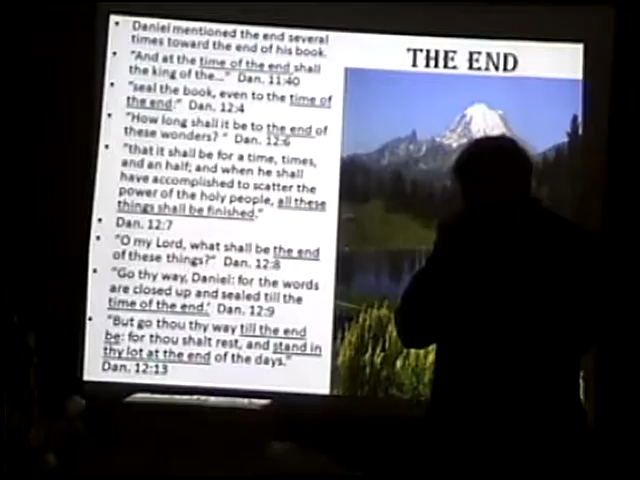 THE END
• Daniel mentioned the end several
times toward the end of his book.
• "And at the time of the end shall
the king of the..." Dan. 11:40
• "seal the book, even to the time of
the end:" Dan. 12:4
• "How long shall it be to the end of
these wonders?" Dan. 12:6
• "that it shall be for a time, times,
and an half; and when he shall
have accomplished to scatter the
power of the holy people, all these
things shall be finished."
• Dan. 12:7
• "O my Lord, what shall be the end
of these things?" Dan. 12:8
• "Go thy way, Daniel: for the words
are closed up and sealed till the
time of the end.' Dan. 12:9
• "But go thou thy way till the end
be: for thou shalt rest, and stand in
thy lot at the end of the days."
Dan. 12:13